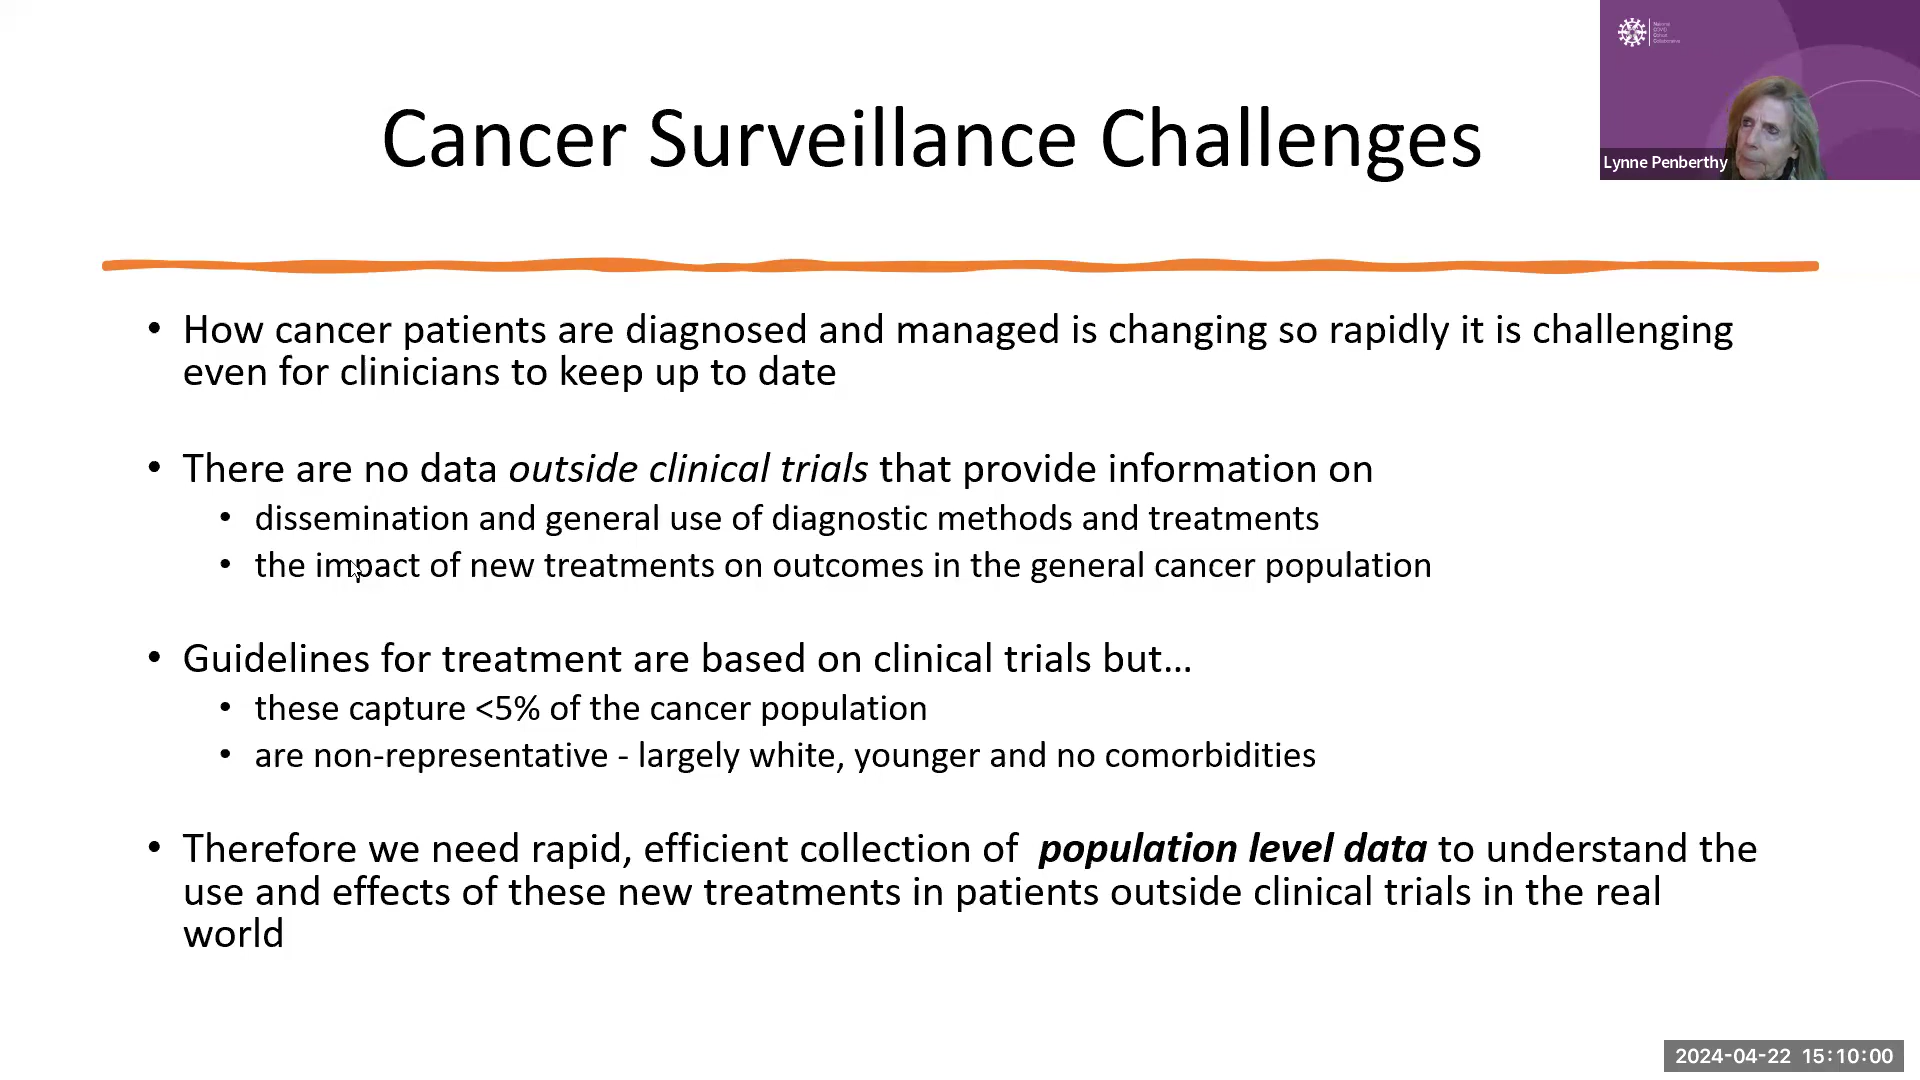 Cancer Surveillance Challenges
National
COVID
Cohort
Collaborative
Lynne Penberthy
• How cancer patients are diagnosed and managed is changing so rapidly it is challenging
even for clinicians to keep up to date
• There are no data outside clinical trials that provide information on
• dissemination and general use of diagnostic methods and treatments
• the impact of new treatments on outcomes in the general cancer population
• Guidelines for treatment are based on clinical trials but…
• these capture <5% of the cancer population
• are non-representative - largely white, younger and no comorbidities
• Therefore we need rapid, efficient collection of population level data to understand the
use and effects of these new treatments in patients outside clinical trials in the real
world
2024-04-22 15:10:00